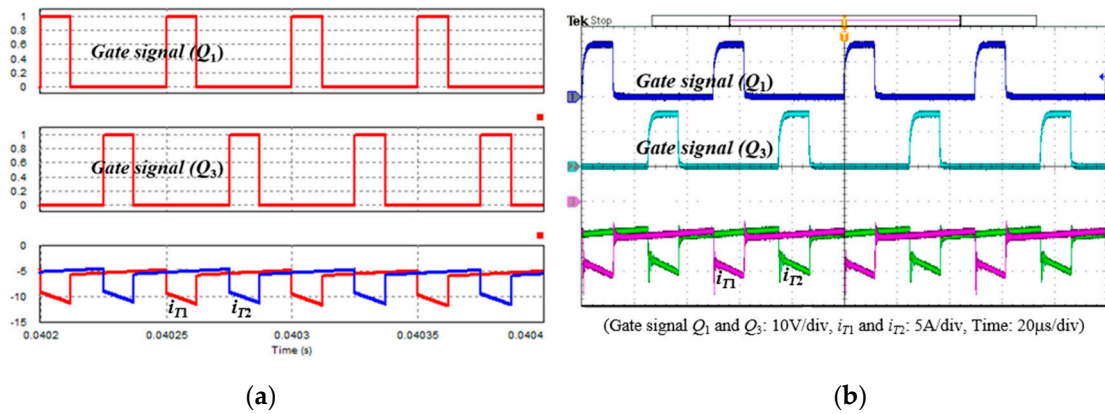 1
0.8
0.6
0.4
0.2
0
Gate signal (Q1)
1
0.8
0.6
0.4
0.2
0
Gate signal (Q3)
0
-5
-10
-15
iT1 iT2
0.0402 0.04025 0.0403 0.04035 0.0404
Time (s)
(a)
Tek Stop
T
T
1
Gate signal (Q1)
2
Gate signal (Q3)
3
iT1 iT2
(Gate signal Q1 and Q3: 10V/div, iT1 and iT2: 5A/div, Time: 20μs/div)
(b)